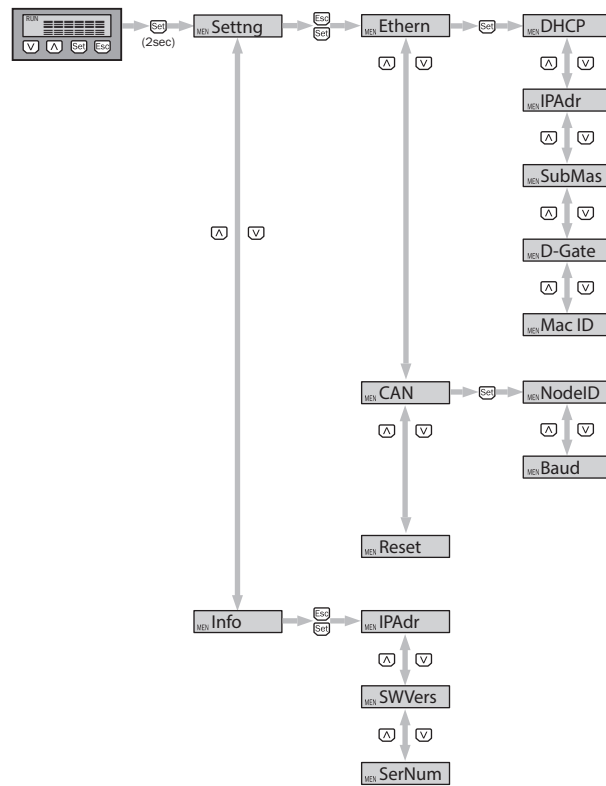 RUN
Set Esc
Set
(2sec)
MEN Settng
Esc
Set
MEN Ethern
Set
MEN DHCP
MEN IPAdr
MEN SubMas
MEN D-Gate
MEN Mac ID
MEN CAN
Set
MEN NodeID
MEN Baud
MEN Reset
MEN Info
Esc
Set
MEN IPAdr
MEN SWVers
MEN SerNum